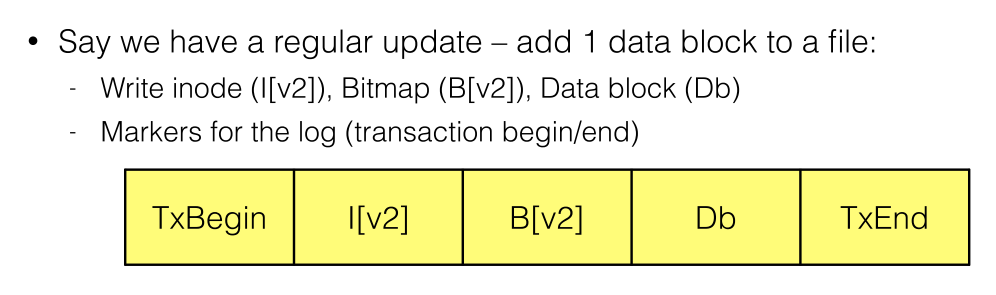 • Say we have a regular update – add 1 data block to a file:
- Write inode (I[v2]), Bitmap (B[v2]), Data block (Db)
- Markers for the log (transaction begin/end)
TxBegin I[v2] B[v2] Db TxEnd